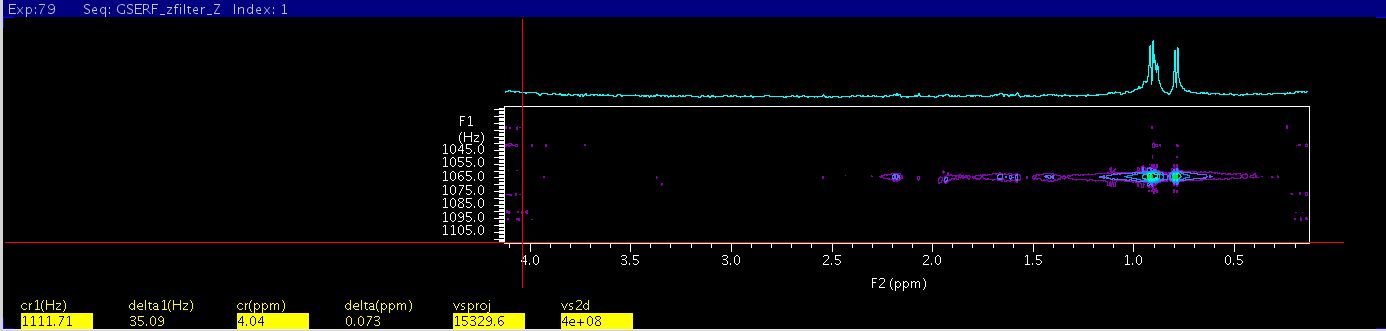 Exp:79 Seq: GSERF_zfilter_Z Index: 1
F1
(Hz)
1045.0
1055.0
1065.0
1075.0
1085.0
1095.0
1105.0
4.0 3.5 3.0 2.5 2.0 1.5 1.0 0.5
F2 (ppm)
cr1(Hz) delta1(Hz) cr(ppm) delta(ppm) vsproj vs2d
1111.71 35.09 4.04 0.073 15329.6 4e+08